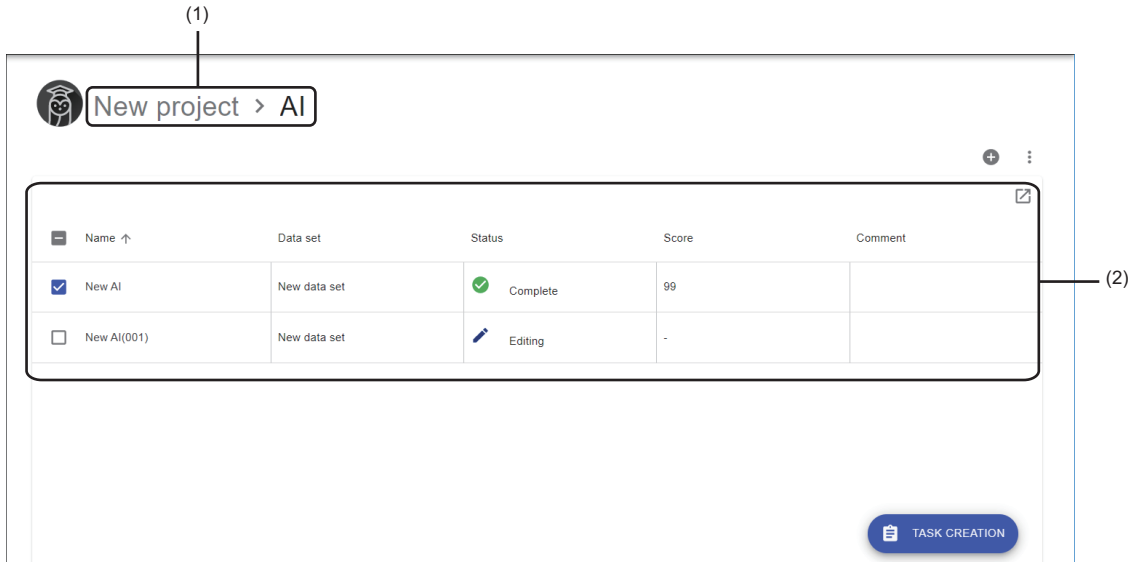 (1)
New project > AI
Name ↑ Data set Status Score Comment
New AI New data set Complete 99
New AI(001) New data set Editing -
(2)
TASK CREATION